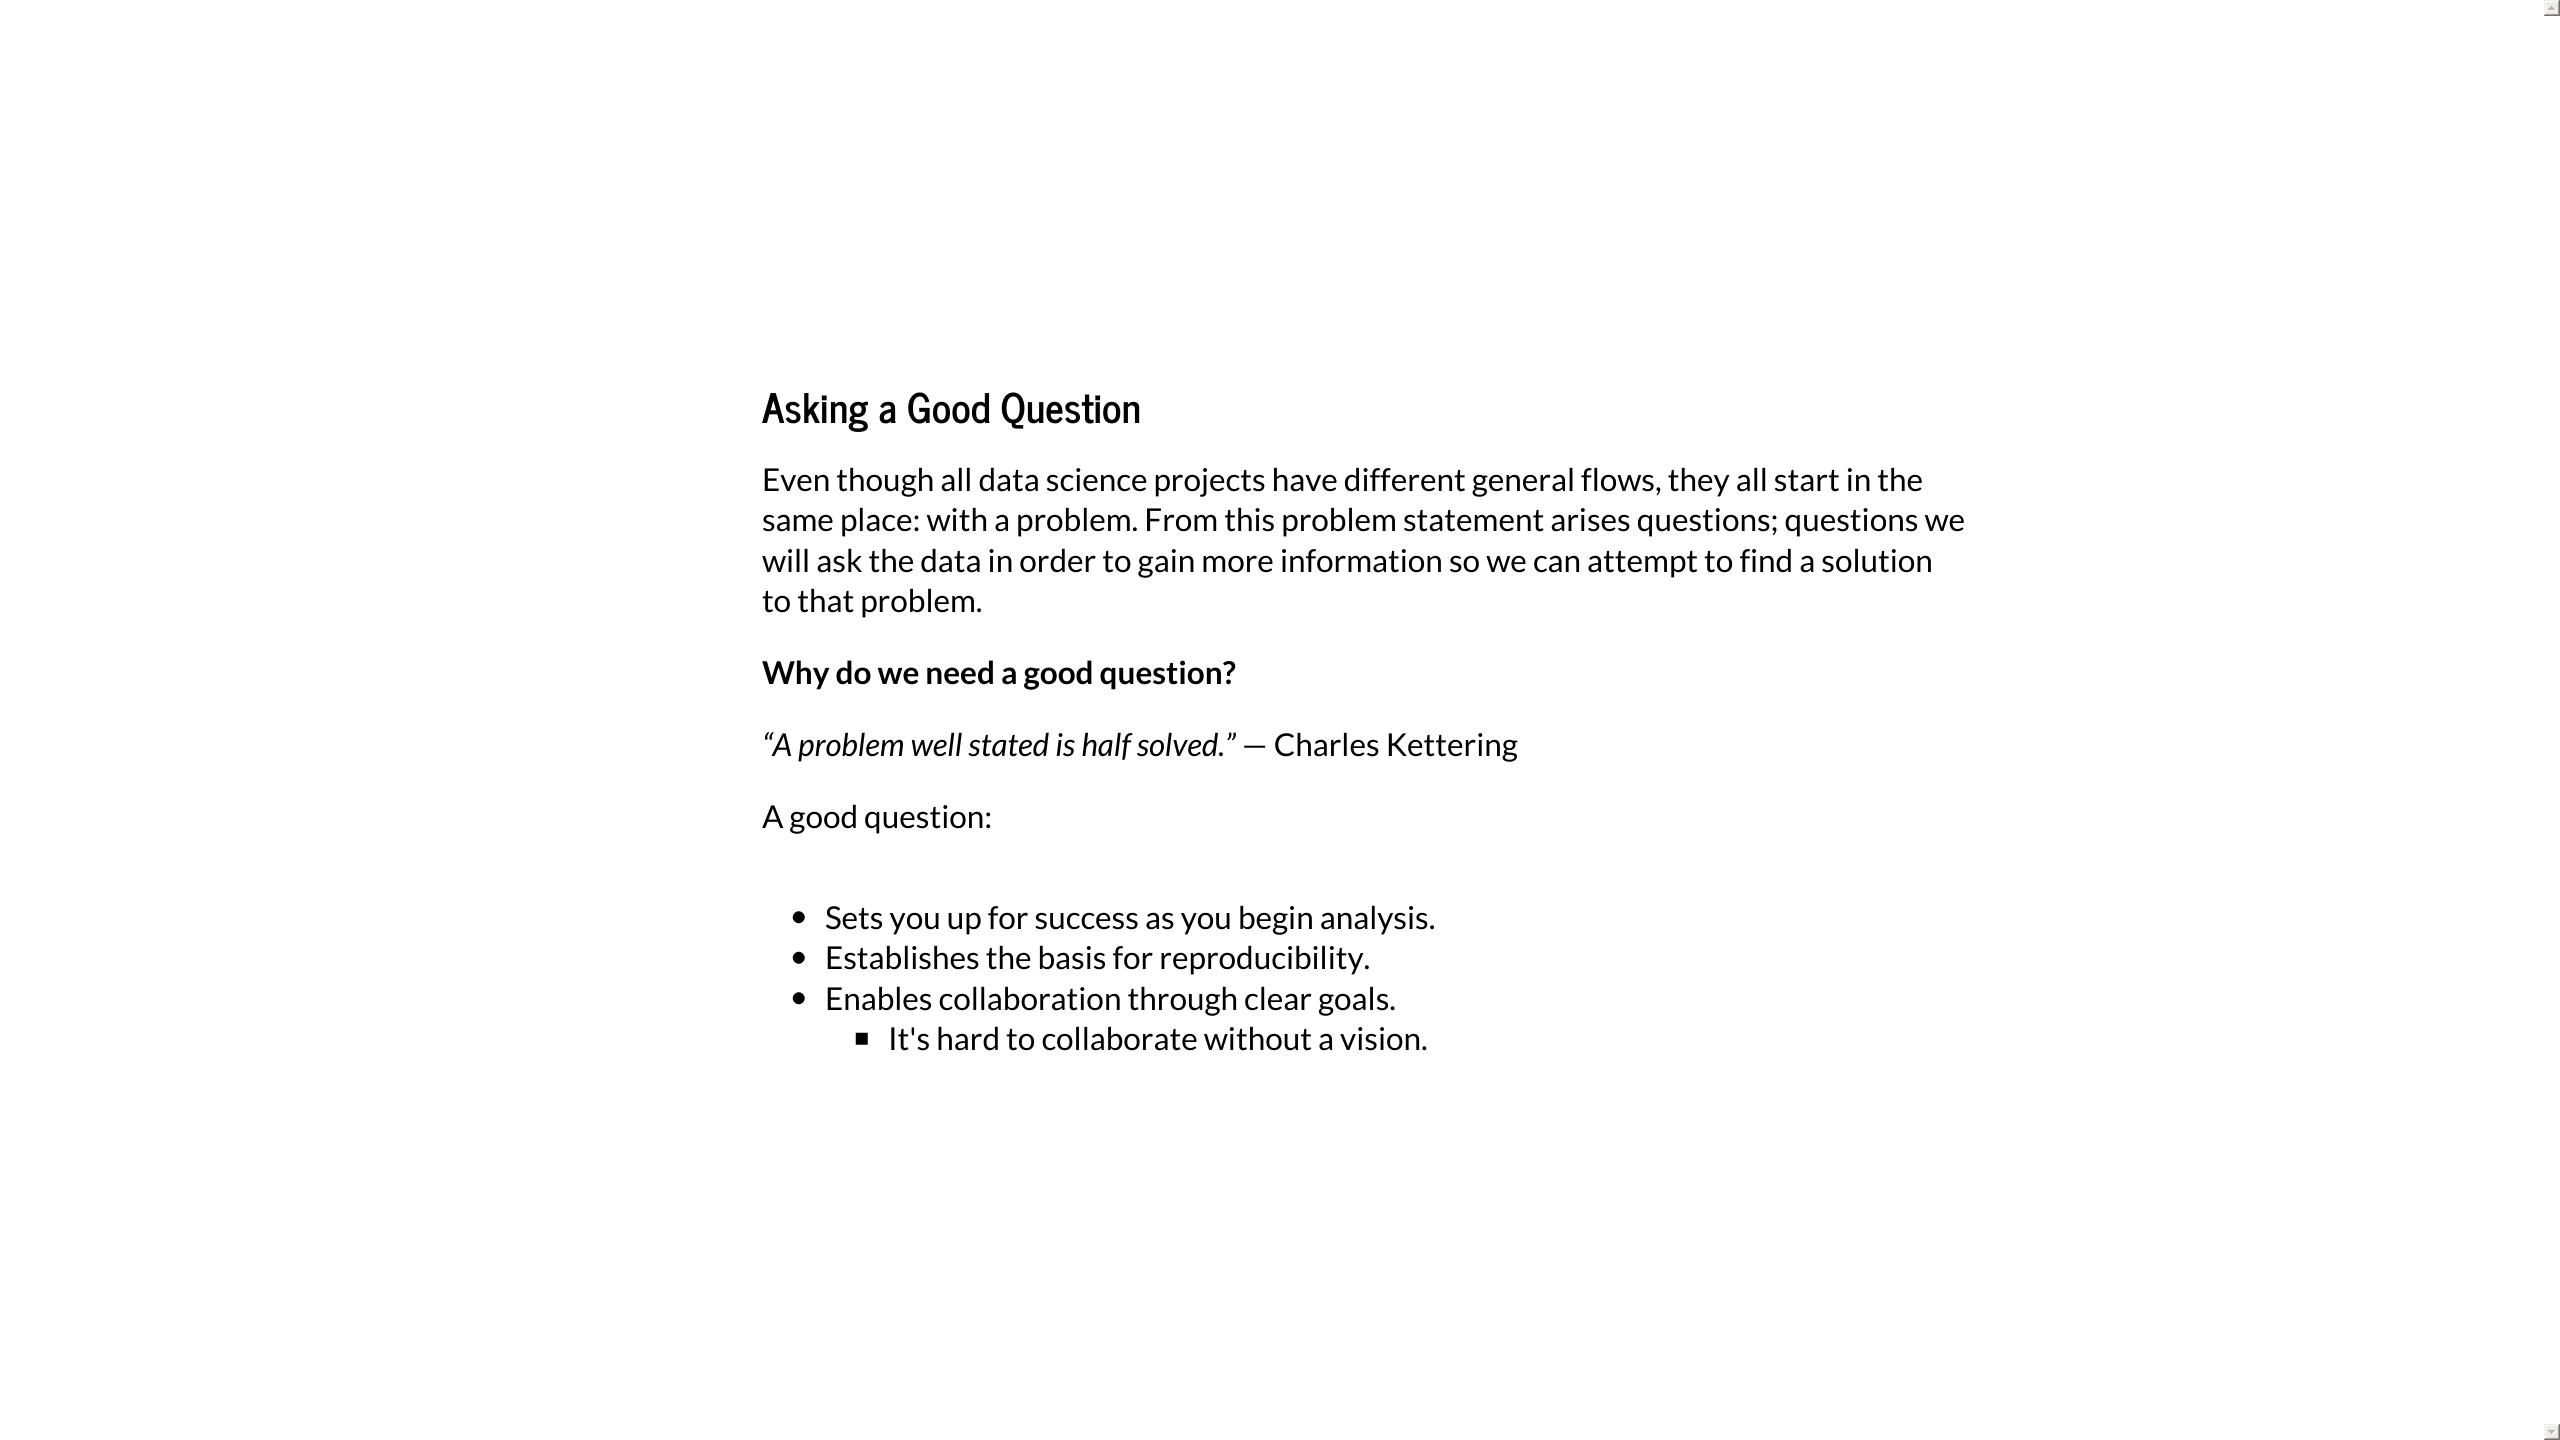 Asking a Good Question
Even though all data science projects have different general flows, they all start in the
same place: with a problem. From this problem statement arises questions; questions we
will ask the data in order to gain more information so we can attempt to find a solution
to that problem.
Why do we need a good question?
“A problem well stated is half solved.” — Charles Kettering
A good question:
• Sets you up for success as you begin analysis.
• Establishes the basis for reproducibility.
• Enables collaboration through clear goals.
▪ It's hard to collaborate without a vision.